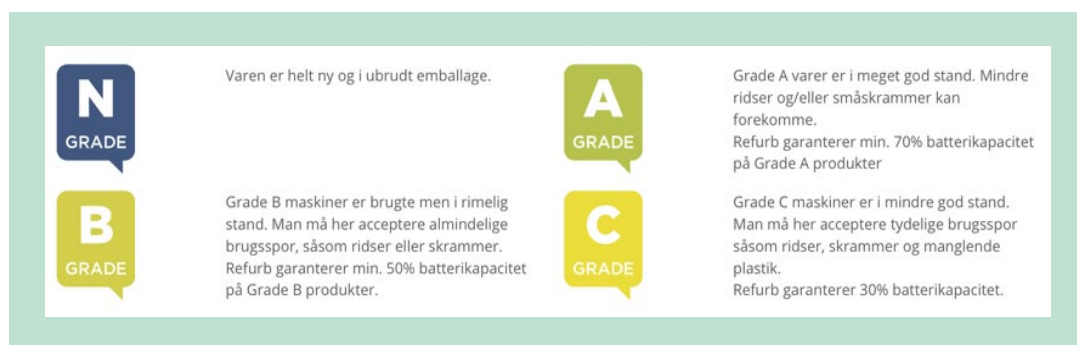 N
GRADE
Varen er helt ny og i ubrudt emballage.
A
GRADE
Grade A varer er i meget god stand. Mindre
ridser og/eller småskrammer kan
forekomme.
Refurb garanterer min. 70% batterikapacitet
på Grade A produkter
B
GRADE
Grade B maskiner er brugte men i rimelig
stand. Man må her acceptere almindelige
brugsspor, såsom ridser eller skrammer.
Refurb garanterer min. 50% batterikapacitet
på Grade B produkter.
C
GRADE
Grade C maskiner er i mindre god stand.
Man må her acceptere tydelige brugsspor
såsom ridser, skrammer og manglende
plastik.
Refurb garanterer 30% batterikapacitet.